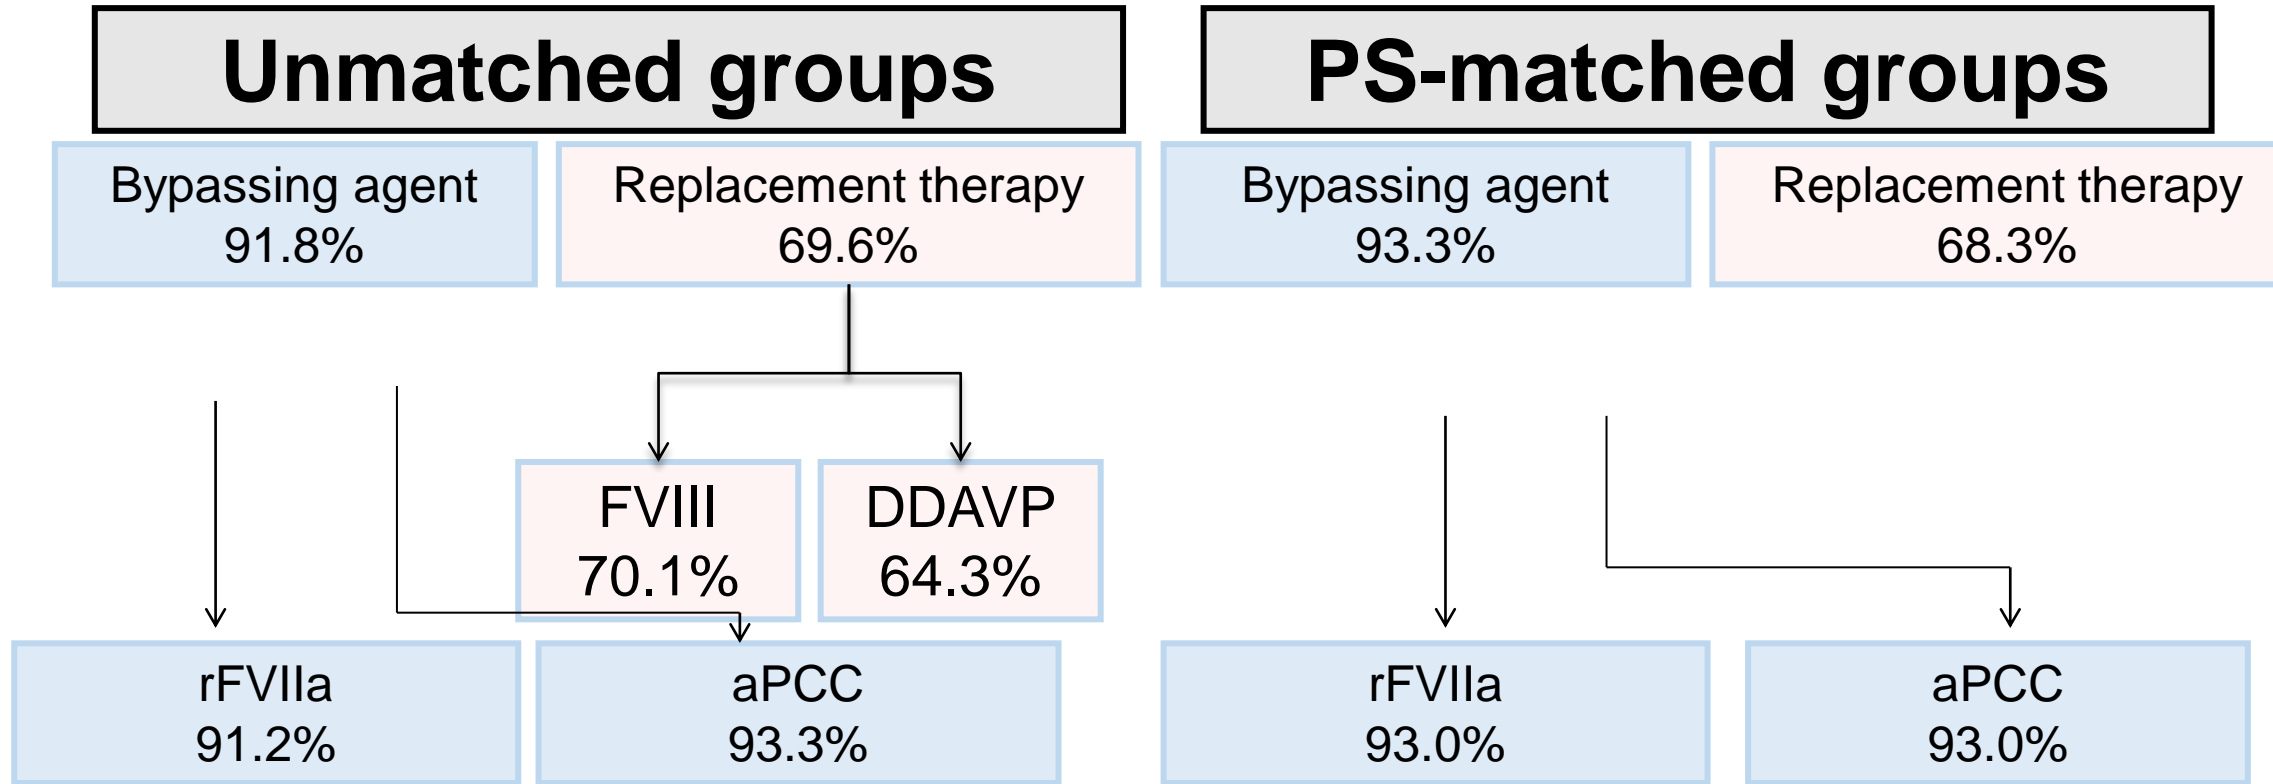 Unmatched groups
PS-matched groups
Bypassing agent
91.8%
Replacement therapy
69.6%
Bypassing agent
93.3%
Replacement therapy
68.3%
FVIII
70.1%
DDAVP
64.3%
rFVIIa
91.2%
aPCC
93.3%
rFVIIa
93.0%
aPCC
93.0%